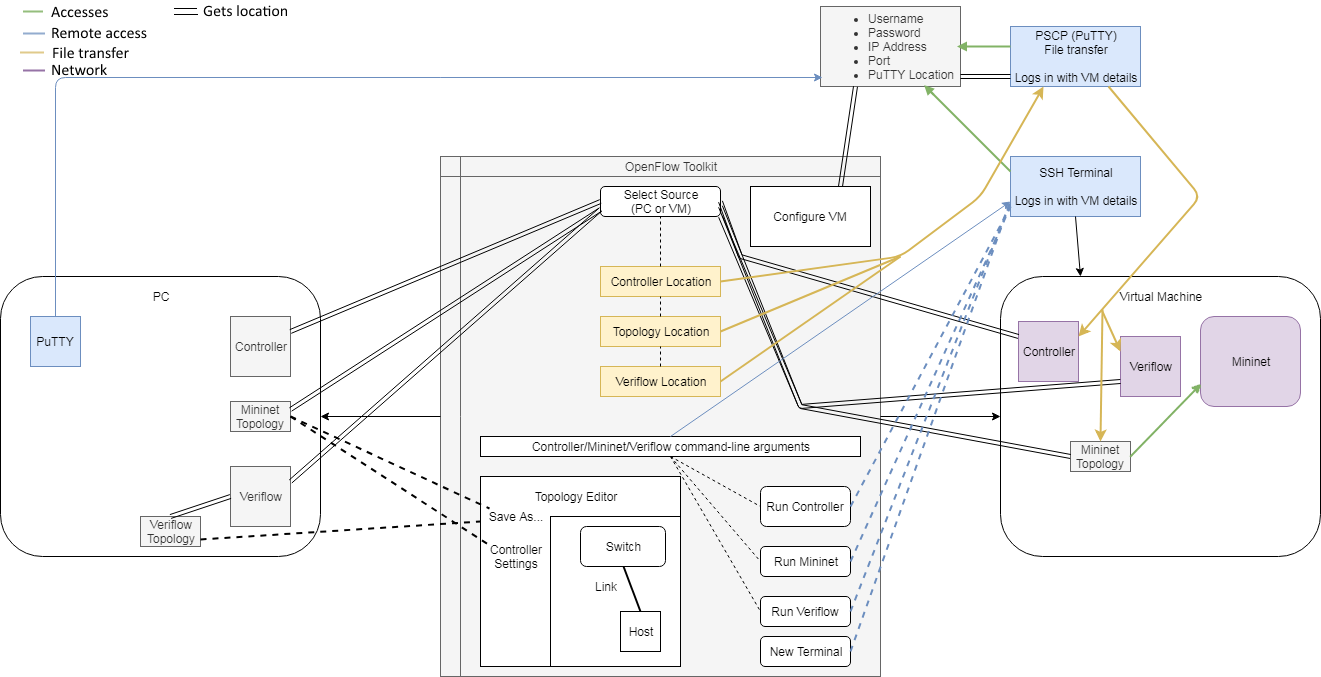 Accesses
Gets location
Remote access
File transfer
Network
Username
Password
IP Address
Port
PuTTY Location
PSCP (PuTTY)
File transfer
Logs in with VM details
OpenFlow Toolkit
Select Source
(PC or VM)
Configure VM
SSH Terminal
Logs in with VM details
PC
PuTTY
Controller
Mininet
Topology
Veriflow
Veriflow
Topology
Controller Location
Topology Location
Veriflow Location
Controller/Mininet/Veriflow command-line arguments
Topology Editor
Save As...
Controller
Settings
Switch
Link
Host
Run Controller
Run Mininet
Run Veriflow
New Terminal
Virtual Machine
Controller
Veriflow
Mininet
Mininet
Topology